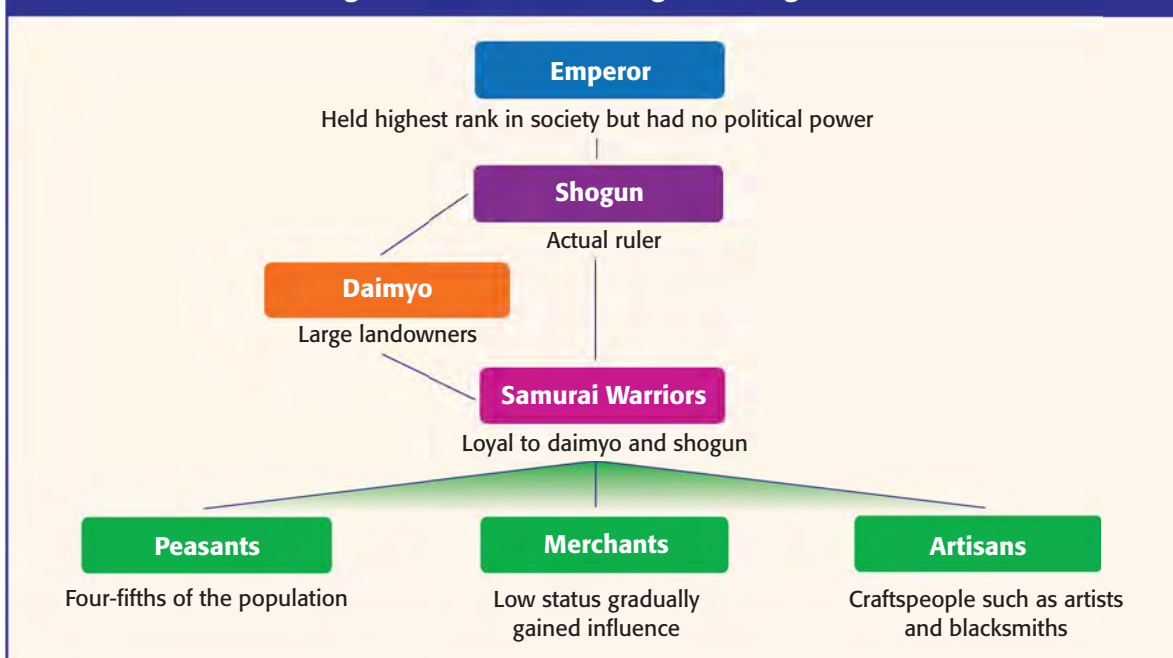 Emperor
Held highest rank in society but had no political power
Shogun
Actual ruler
Daimyo
Large landowners
Samurai Warriors
Loyal to daimyo and shogun
Peasants
Four-fifths of the population
Merchants
Low status gradually
gained influence
Artisans
Craftspeople such as artists
and blacksmiths